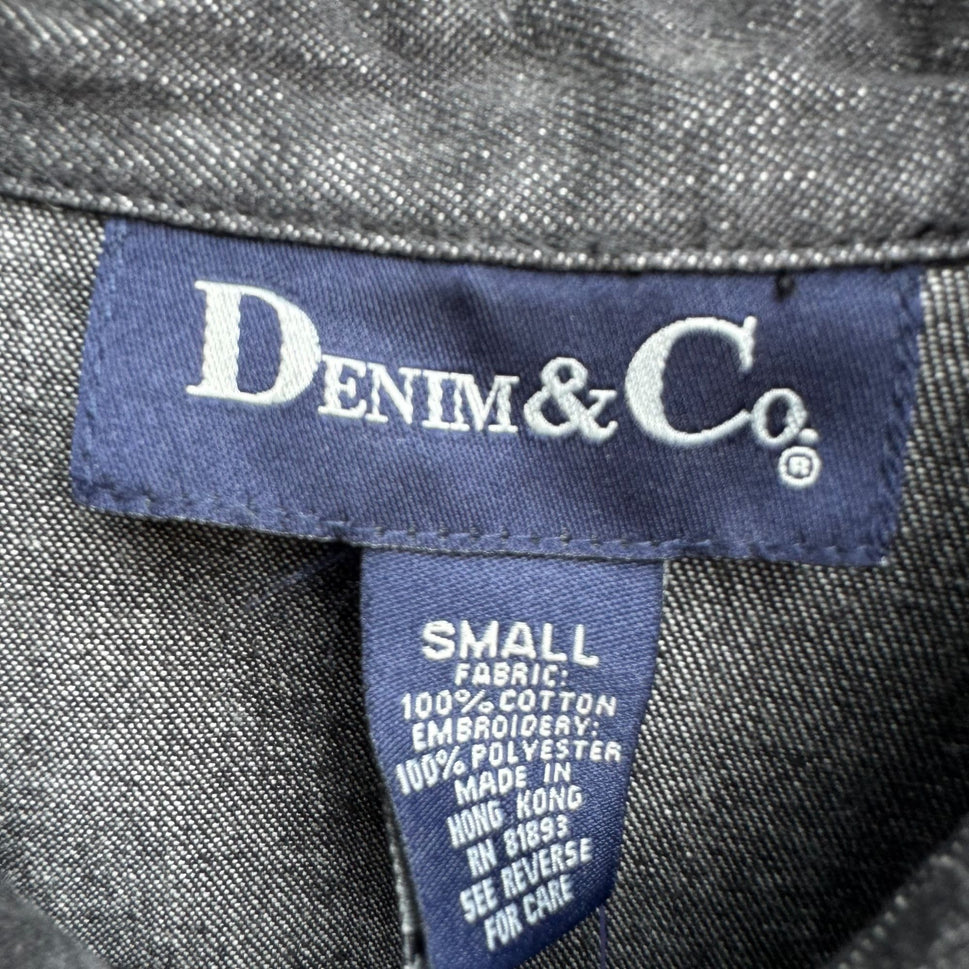 DENIM & CO.®
SMALL
FABRIC:
100% COTTON
EMBROIDERY:
100% POLYESTER
MADE IN
HONG KONG
RN 81893
SEE REVERSE
FOR CARE